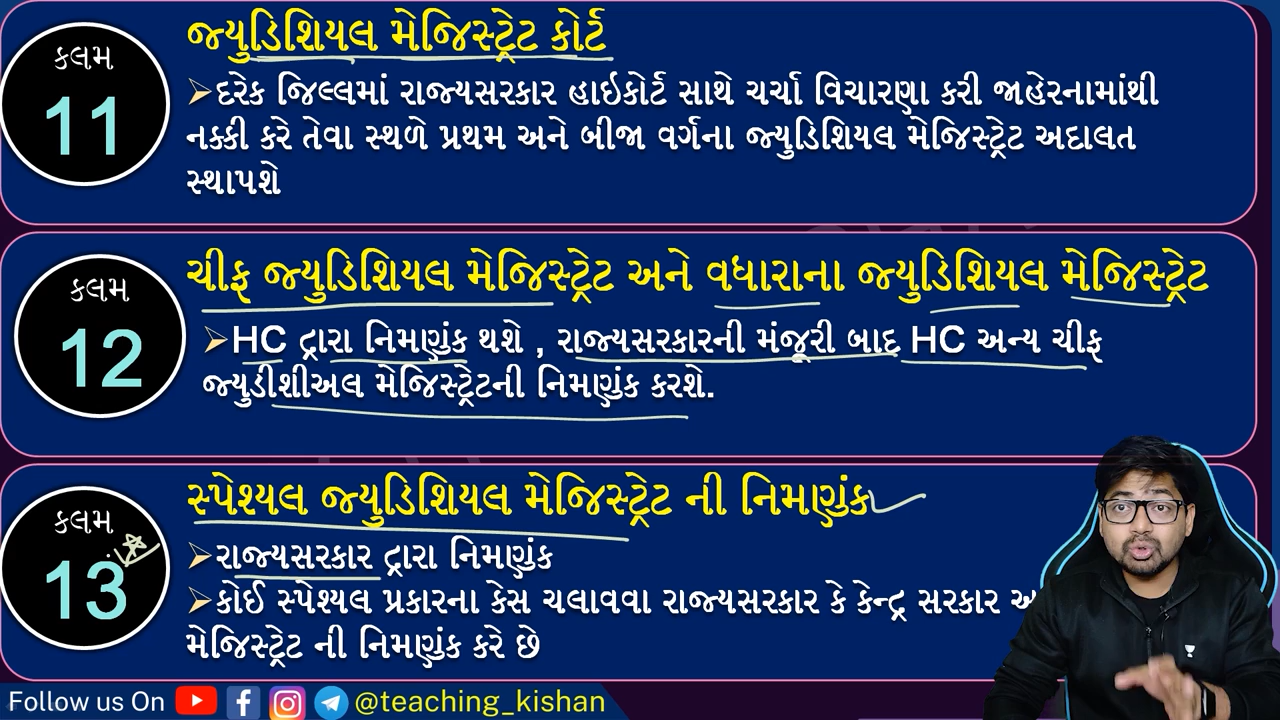 કલમ
11
જ્યુડિશિયલ મેજિસ્ટ્રેટ કોર્ટ
➢દરેક જિલ્લમાં રાજ્યસરકાર હાઇકોર્ટ સાથે ચર્ચા વિચારણા કરી જાહેરનામાંથી
નક્કી કરે તેવા સ્થળે પ્રથમ અને બીજા વર્ગના જ્યુડિશિયલ મેજિસ્ટ્રેટ અદાલત
સ્થાપશે
કલમ
12
ચીફ જ્યુડિશિયલ મેજિસ્ટ્રેટ અને વધારાના જ્યુડિશિયલ મેજિસ્ટ્રેટ
➢HC દ્રારા નિમણુંક થશે , રાજ્યસરકારની મંજૂરી બાદ HC અન્ય ચીફ
જ્યુડીશીઅલ મેજિસ્ટ્રેટની નિમણુંક કરશે.
કલમ
13
સ્પેશ્યલ જ્યુડિશિયલ મેજિસ્ટ્રેટ ની નિમણુંક
➢રાજ્યસરકાર દ્રારા નિમણુંક
➢કોઈ સ્પેશ્યલ પ્રકારના કેસ ચલાવવા રાજ્યસરકાર કે કેન્દ્ર સરકાર
મેજિસ્ટ્રેટ ની નિમણુંક કરે છે
Follow us On @teaching_kishan